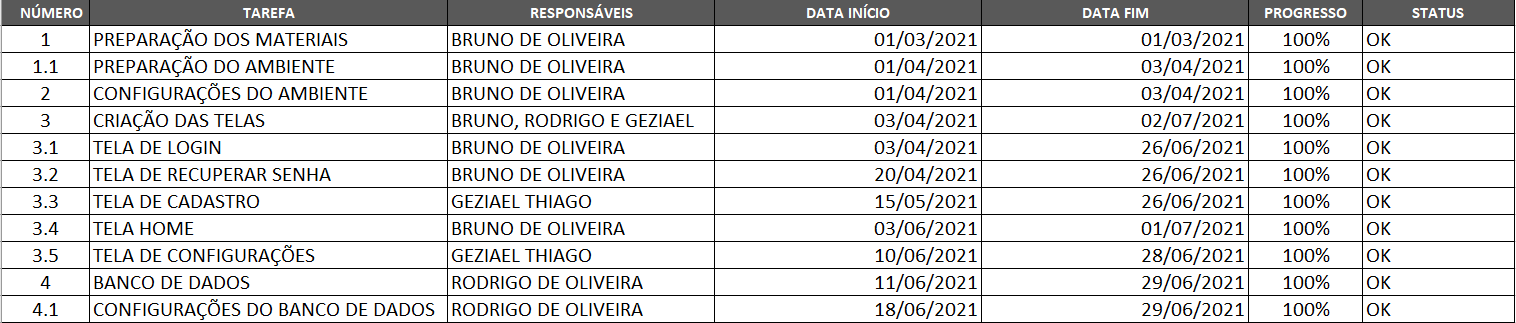 NÚMERO TAREFA RESPONSÁVEIS DATA INÍCIO DATA FIM PROGRESSO STATUS
1 PREPARAÇÃO DOS MATERIAIS BRUNO DE OLIVEIRA 01/03/2021 01/03/2021 100% OK
1.1 PREPARAÇÃO DO AMBIENTE BRUNO DE OLIVEIRA 01/04/2021 03/04/2021 100% OK
2 CONFIGURAÇÕES DO AMBIENTE BRUNO DE OLIVEIRA 01/04/2021 03/04/2021 100% OK
3 CRIAÇÃO DAS TELAS BRUNO, RODRIGO E GEZIAEL 03/04/2021 02/07/2021 100% OK
3.1 TELA DE LOGIN BRUNO DE OLIVEIRA 03/04/2021 26/06/2021 100% OK
3.2 TELA DE RECUPERAR SENHA BRUNO DE OLIVEIRA 20/04/2021 26/06/2021 100% OK
3.3 TELA DE CADASTRO GEZIAEL THIAGO 15/05/2021 26/06/2021 100% OK
3.4 TELA HOME BRUNO DE OLIVEIRA 03/06/2021 01/07/2021 100% OK
3.5 TELA DE CONFIGURAÇÕES GEZIAEL THIAGO 10/06/2021 28/06/2021 100% OK
4 BANCO DE DADOS RODRIGO DE OLIVEIRA 11/06/2021 29/06/2021 100% OK
4.1 CONFIGURAÇÕES DO BANCO DE DADOS RODRIGO DE OLIVEIRA 18/06/2021 29/06/2021 100% OK